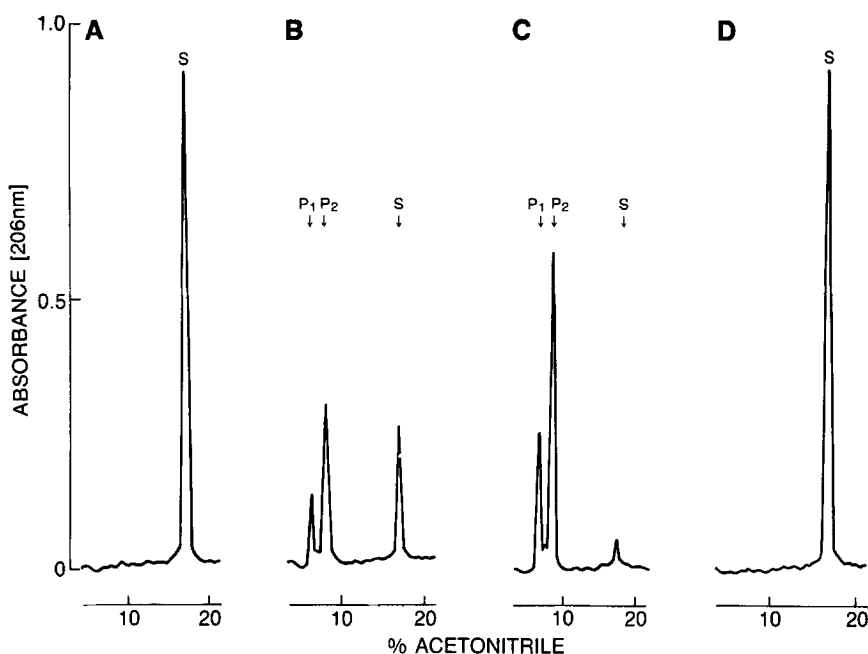 A
B
C
D
1.0
S
S
P₁ P₂
S
P₁ P₂
S
0.5
ABSORBANCE [206nm]
0
10 20
10 20
10 20
10 20
% ACETONITRILE